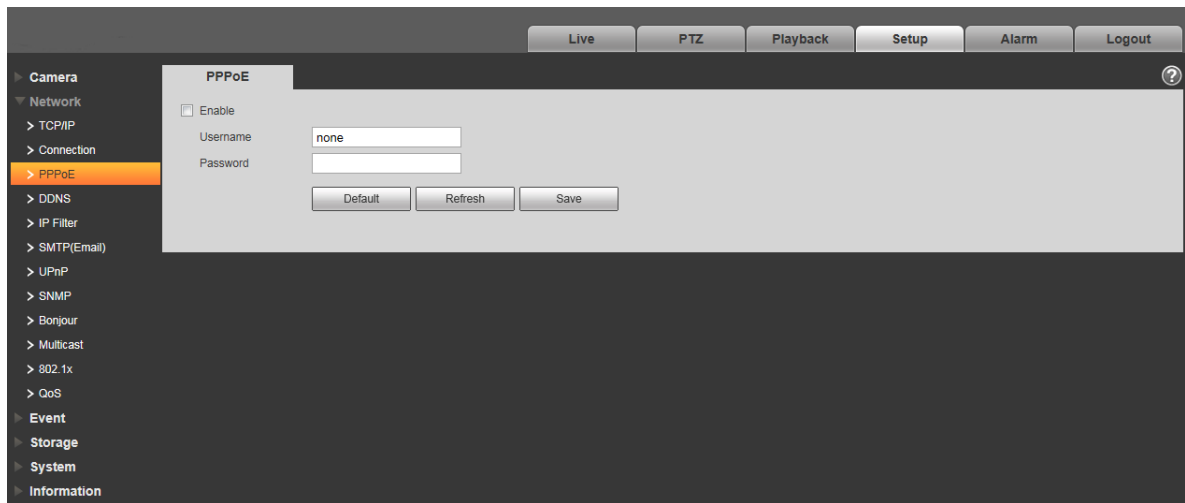 Live PTZ Playback Setup Alarm Logout
Camera
Network
TCP/IP
Connection
PPPoE
DDNS
IP Filter
SMTP(Email)
UPnP
SNMP
Bonjour
Multicast
802.1x
QoS
Event
Storage
System
Information
PPPoE
?
Enable
Username none
Password
Default Refresh Save